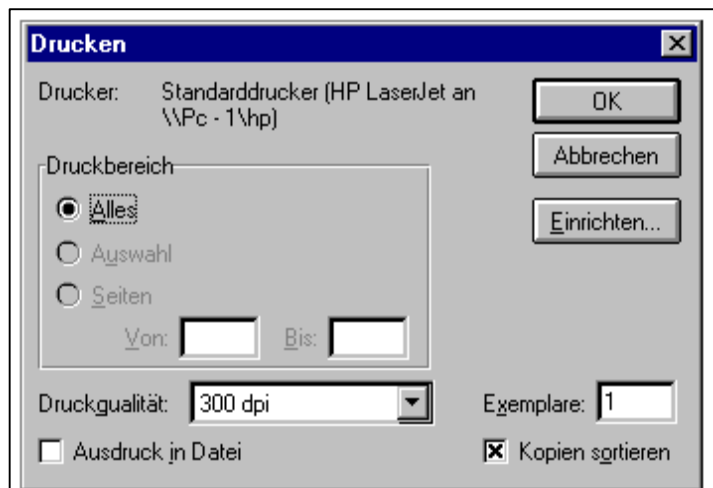 Drucken
Drucker: Standarddrucker (HP LaserJet an
\\Pc - 1\hp)
OK
Abbrechen
Einrichten...
Druckbereich
Alles
Auswahl
Seiten
Von: Bis:
Druckqualität: 300 dpi
Exemplare: 1
Ausdruck in Datei
Kopien sortieren